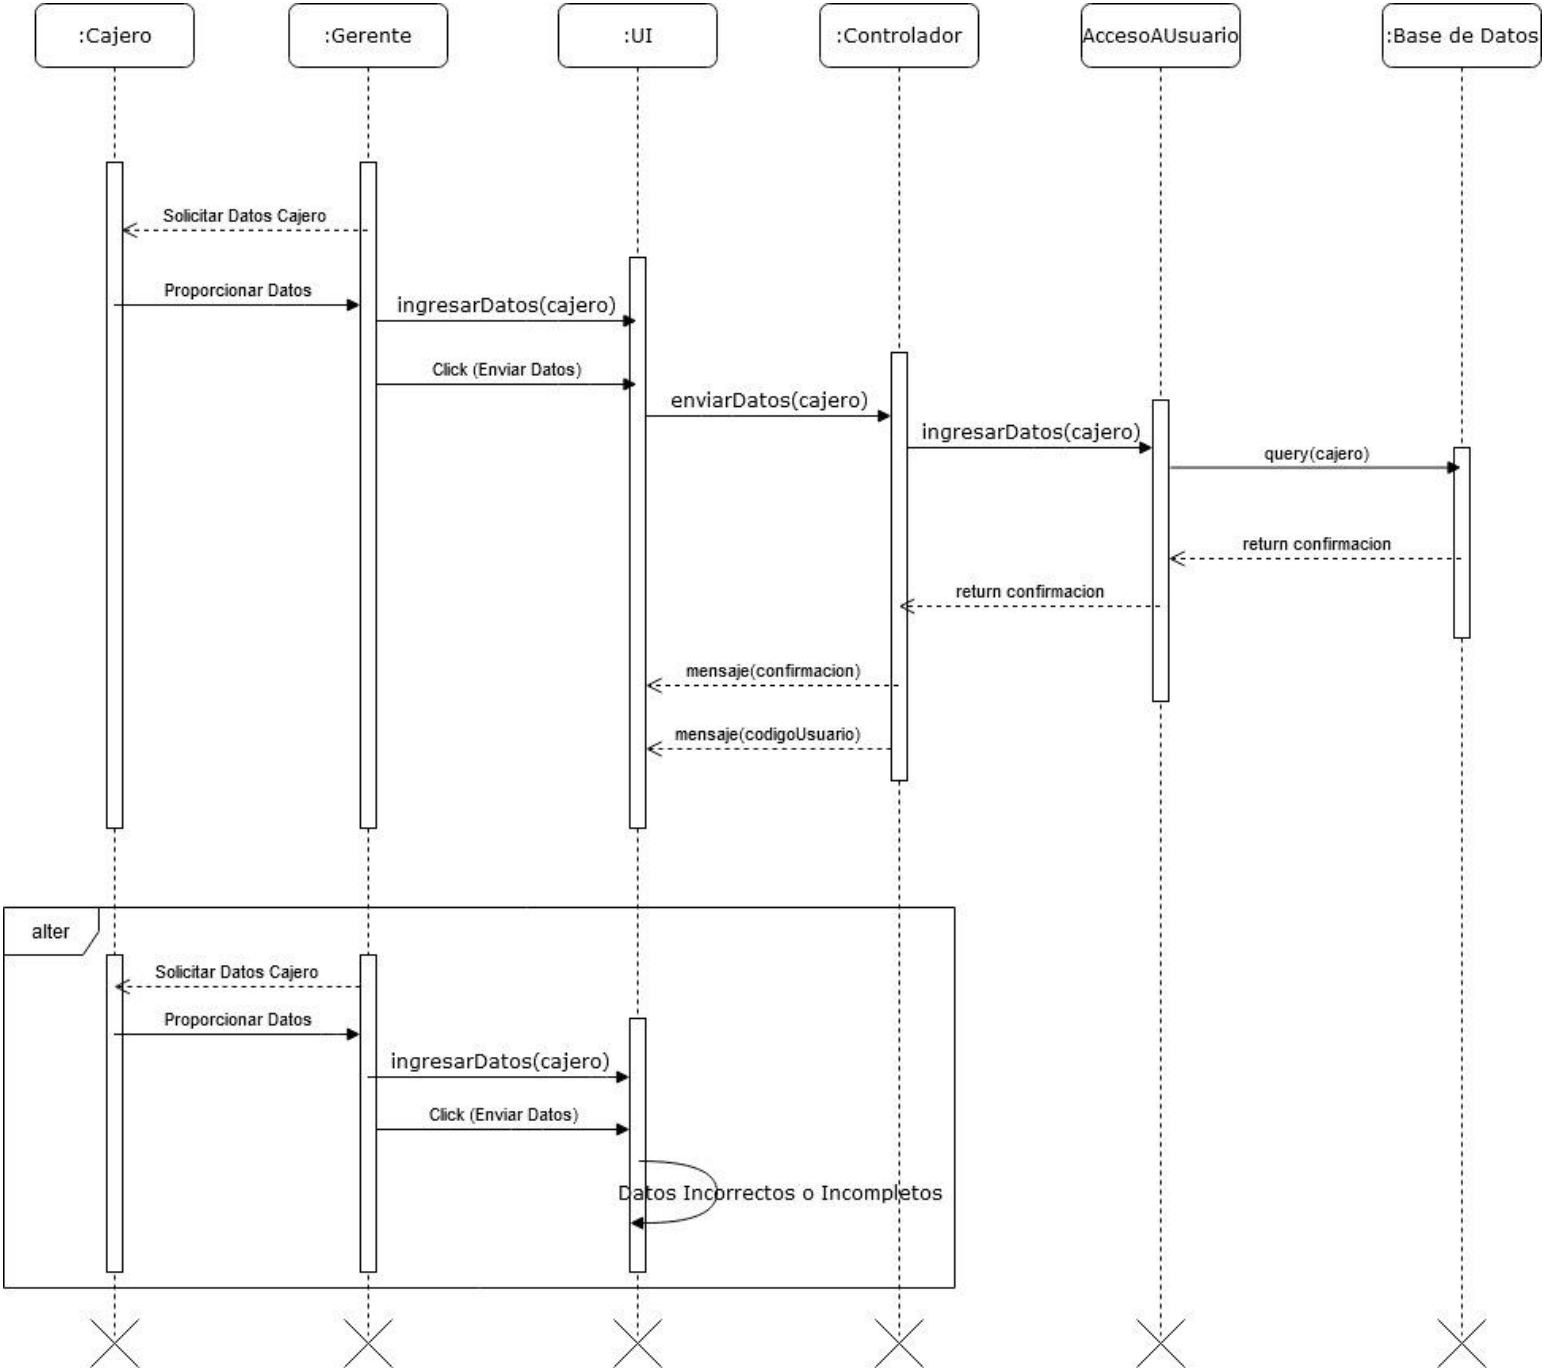 :Cajero
:Gerente
:UI
:Controlador
AccesoAUsuario
:Base de Datos
Solicitar Datos Cajero
Proporcionar Datos
ingresarDatos(cajero)
Click (Enviar Datos)
enviarDatos(cajero)
ingresarDatos(cajero)
query(cajero)
return confirmacion
return confirmacion
mensaje(confirmacion)
mensaje(codigoUsuario)
alter
Solicitar Datos Cajero
Proporcionar Datos
ingresarDatos(cajero)
Click (Enviar Datos)
Datos Incorrectos o Incompletos